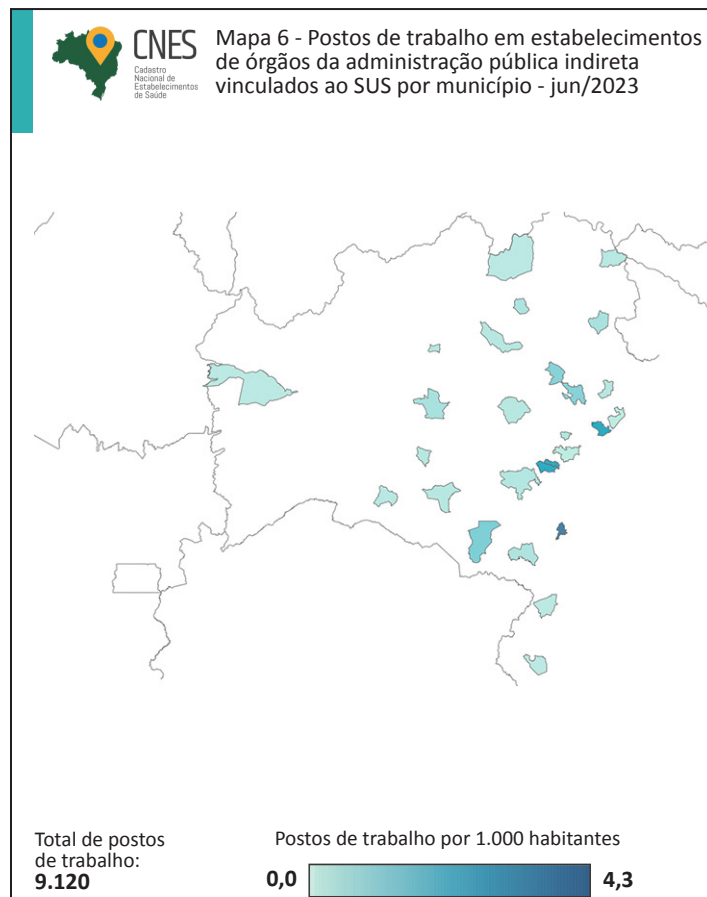 CNES
Cadastro
Nacional de
Estabelecimentos
de Saúde
Mapa 6 - Postos de trabalho em estabelecimentos
de órgãos da administração pública indireta
vinculados ao SUS por município - jun/2023
Total de postos
de trabalho:
9.120
Postos de trabalho por 1.000 habitantes
0,0
4,3